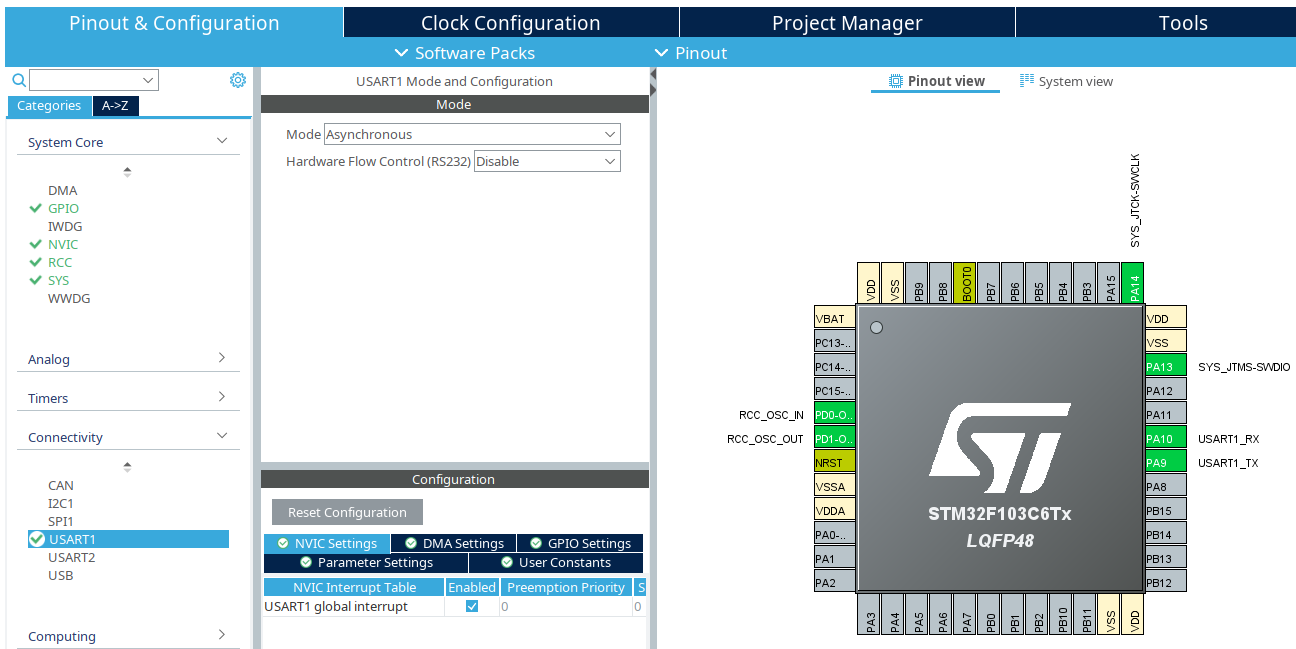 Pinout & Configuration
Clock Configuration
Project Manager
Tools
Software Packs
Pinout
Categories
A->Z
System Core
DMA
GPIO
IWDG
NVIC
RCC
SYS
WWDG
Analog
Timers
Connectivity
CAN
I2C1
SPI1
USART1
USART2
USB
Computing
USART1 Mode and Configuration
Mode
Mode Asynchronous
Hardware Flow Control (RS232) Disable
Configuration
Reset Configuration
NVIC Settings
DMA Settings
GPIO Settings
Parameter Settings
User Constants
NVIC Interrupt Table Enabled Preemption Priority S
USART1 global interrupt 0 0
Pinout view
System view
SYS_JTCK-SWCLK
VDD
VSS
PB9
PB8
BOOT0
PB7
PB6
PB5
PB4
PB3
PA15
PA14
VBAT
PC13-..
PC14-..
PC15-..
RCC_OSC_IN PD0-O..
RCC_OSC_OUT PD1-O..
NRST
VSSA
VDDA
PA0-..
PA1
PA2
ST
STM32F103C6Tx
LQFP48
VDD
VSS
PA13 SYS_JTMS-SWDIO
PA12
PA11
PA10 USART1_RX
PA9 USART1_TX
PA8
PB15
PB14
PB13
PB12
PA3
PA4
PA5
PA6
PA7
PB0
PB1
PB2
PB10
PB11
VSS
VDD